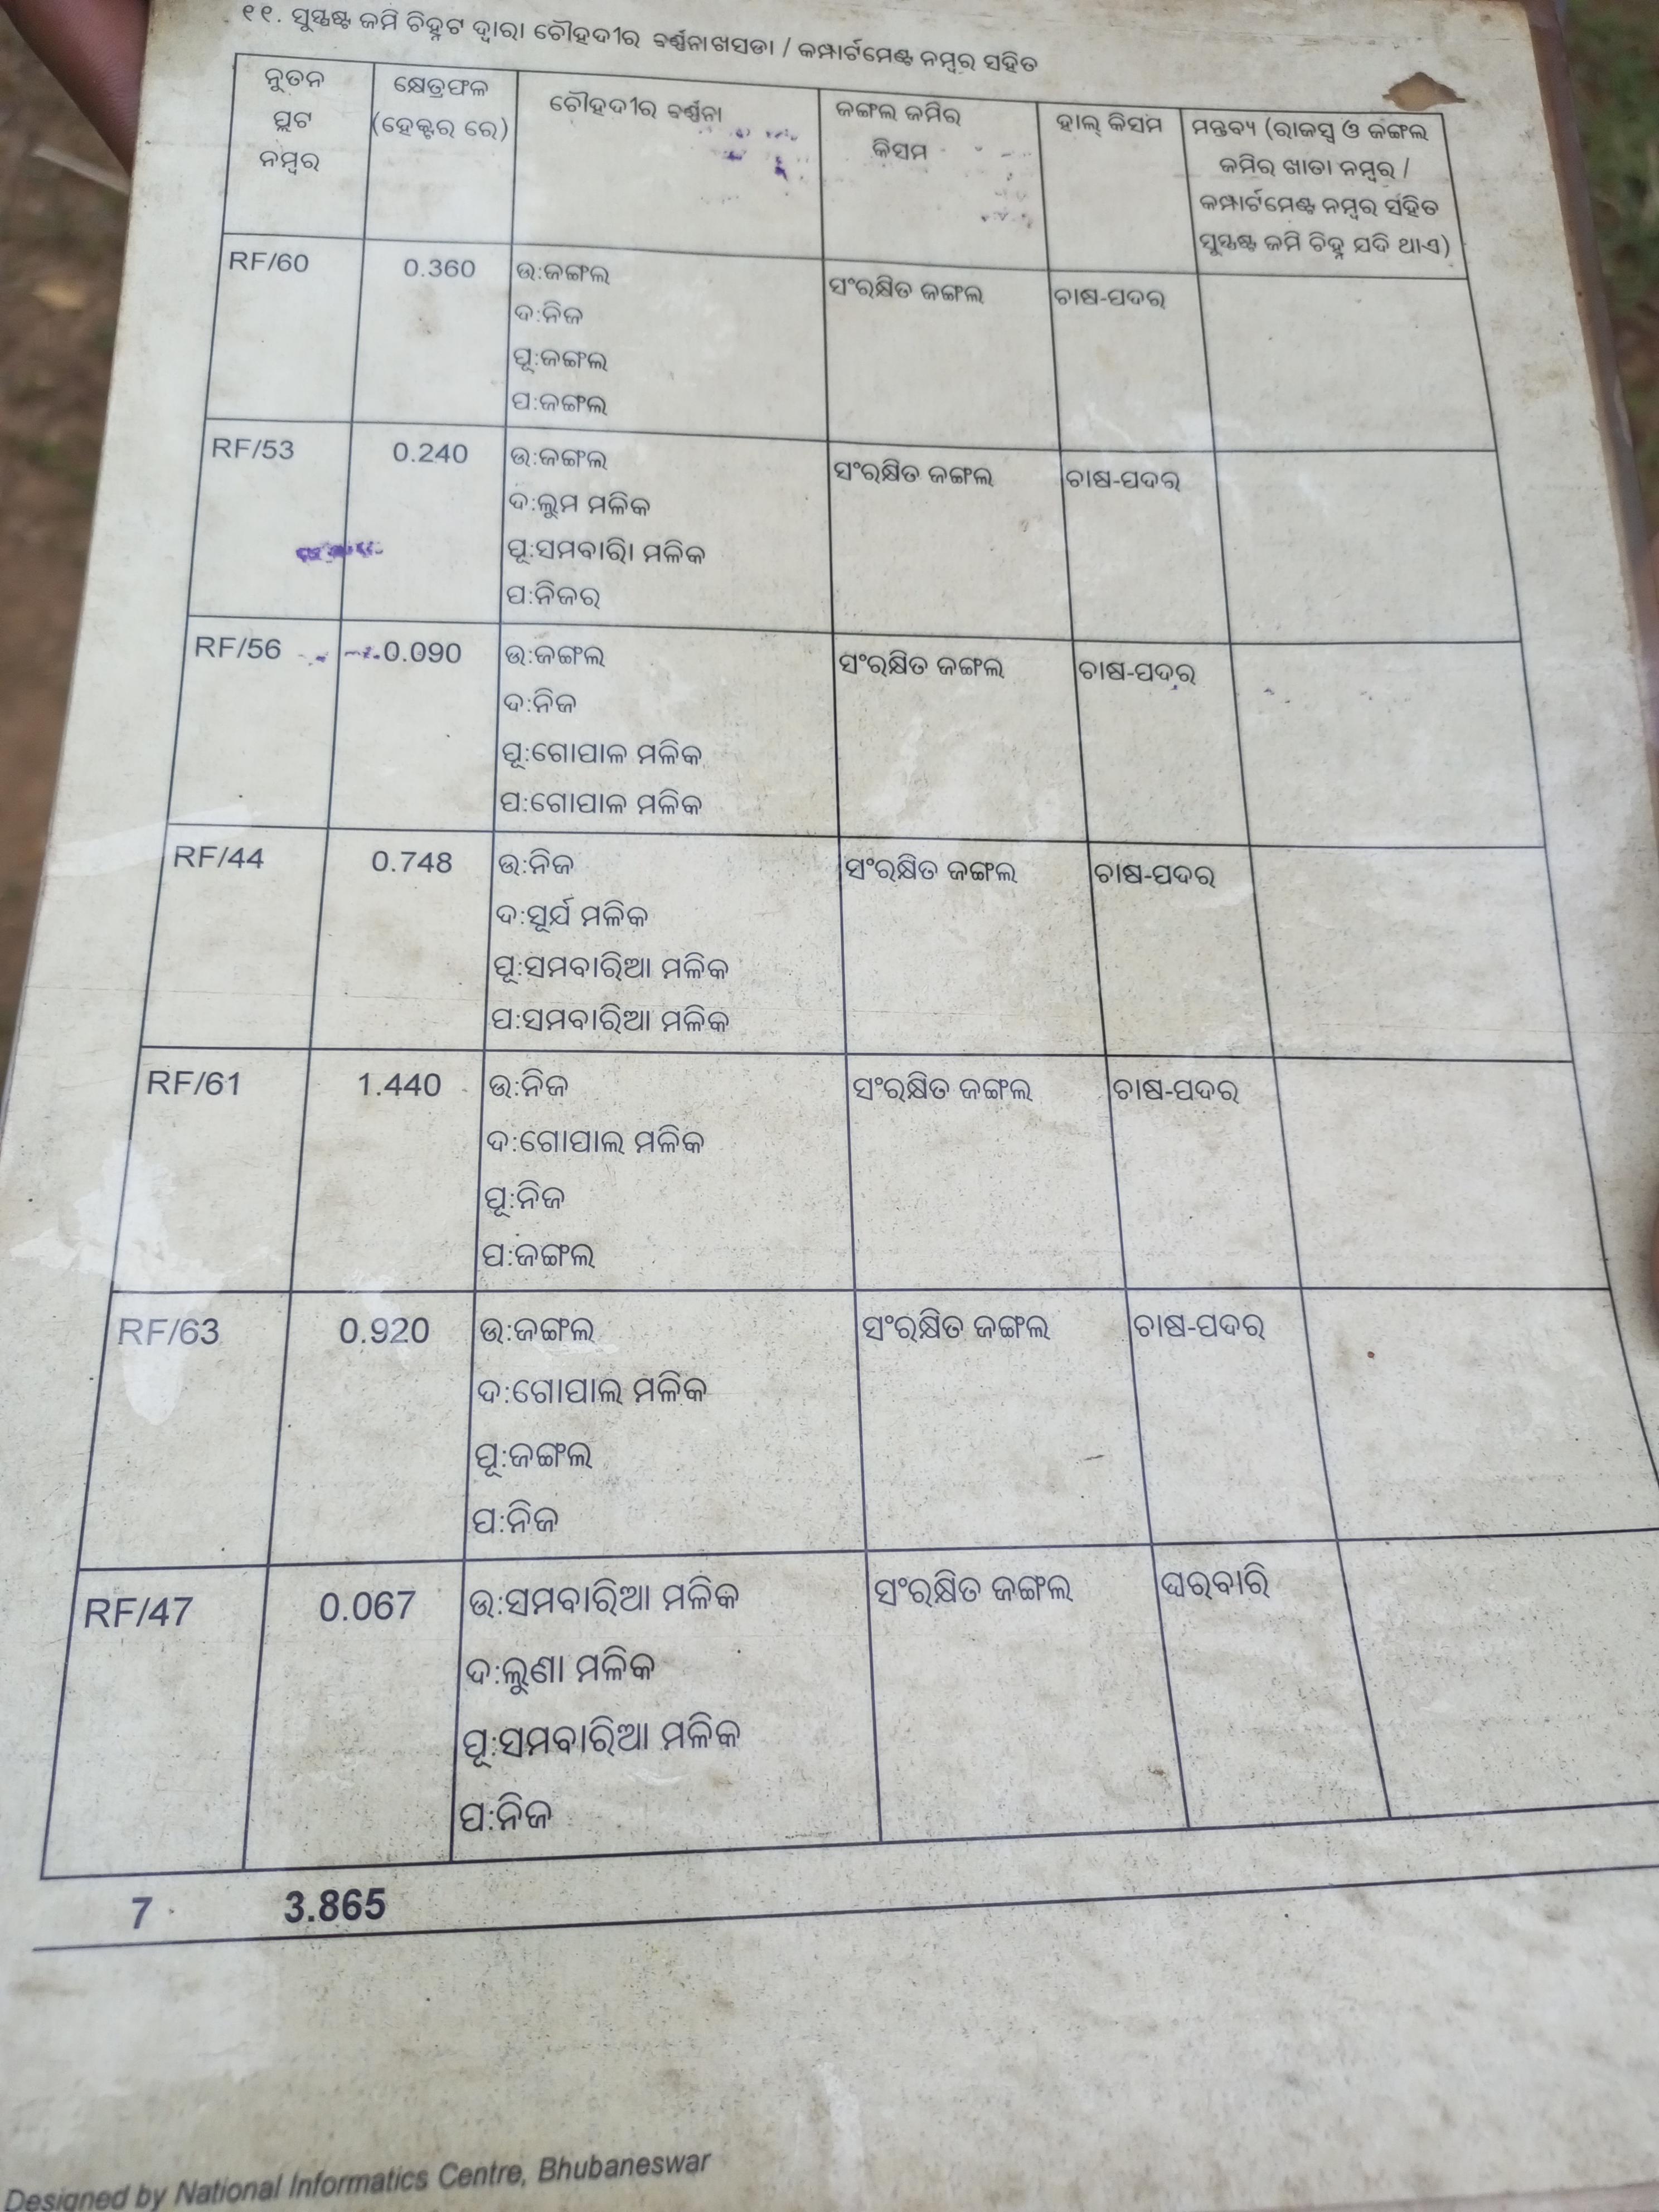 ୧୧. ସୁସ୍ପଷ୍ଟ ଜମି ଚିହ୍ନଟ ଦ୍ୱାରା ଚୌହଦୀର ବର୍ଣ୍ଣନାଖସଡା / କମ୍ପାର୍ଟମେଣ୍ଟ ନମ୍ବର ସହିତ
ନୁତନ ପ୍ଲଟ ନମ୍ବର
କ୍ଷେତ୍ରଫଳ (ହେକ୍ଟର ରେ)
ଚୌହଦୀର ବର୍ଣ୍ଣନା
ଜଙ୍ଗଲ ଜମିର କିସମ
ହାଲ୍ କିସମ
ମନ୍ତବ୍ୟ (ରାଜସ୍ୱ ଓ ଜଙ୍ଗଲ
ଜମିର ଖାତା ନମ୍ବର /
କମ୍ପାର୍ଟମେଣ୍ଟ ନମ୍ବର ସହିତ
ସୁସ୍ପଷ୍ଟ ଜମି ଚିହ୍ନ ଯଦି ଥାଏ)
RF/60 0.360 ଉ:ଜଙ୍ଗଲ ସଂରକ୍ଷିତ ଜଙ୍ଗଲ ଚାଷ-ପଦର
ଦ:ନିଜ
ପୂ:ଜଙ୍ଗଲ
ପ:ଜଙ୍ଗଲ
RF/53 0.240 ଉ:ଜଙ୍ଗଲ ସଂରକ୍ଷିତ ଜଙ୍ଗଲ ଚାଷ-ପଦର
ଦ:ଲୁମ ମଳିକ
ପୂ:ସମବାରିା ମଳିକ
ପ:ନିଜର
RF/56 0.090 ଉ:ଜଙ୍ଗଲ ସଂରକ୍ଷିତ ଜଙ୍ଗଲ ଚାଷ-ପଦର
ଦ:ନିଜ
ପୂ:ଗୋପାଳ ମଳିକ
ପ:ଗୋପାଳ ମଳିକ
RF/44 0.748 ଉ:ନିଜ ସଂରକ୍ଷିତ ଜଙ୍ଗଲ ଚାଷ-ପଦର
ଦ:ସୂର୍ଯ ମଳିକ
ପୂ:ସମବାରିଆ ମଳିକ
ପ:ସମବାରିଆ ମଳିକ
RF/61 1.440 ଉ:ନିଜ ସଂରକ୍ଷିତ ଜଙ୍ଗଲ ଚାଷ-ପଦର
ଦ:ଗୋପାଲ ମଳିକ
ପୂ:ନିଜ
ପ:ଜଙ୍ଗଲ
RF/63 0.920 ଉ:ଜଙ୍ଗଲ ସଂରକ୍ଷିତ ଜଙ୍ଗଲ ଚାଷ-ପଦର
ଦ:ଗୋପାଲ ମଳିକ
ପୂ:ଜଙ୍ଗଲ
ପ:ନିଜ
RF/47 0.067 ଉ:ସମବାରିଆ ମଳିକ ସଂରକ୍ଷିତ ଜଙ୍ଗଲ ଘରବାରି
ଦ:ଲୁଣା ମଳିକ
ପୂ:ସମବାରିଆ ମଳିକ
ପ:ନିଜ
7 3.865
Designed by National Informatics Centre, Bhubaneswar